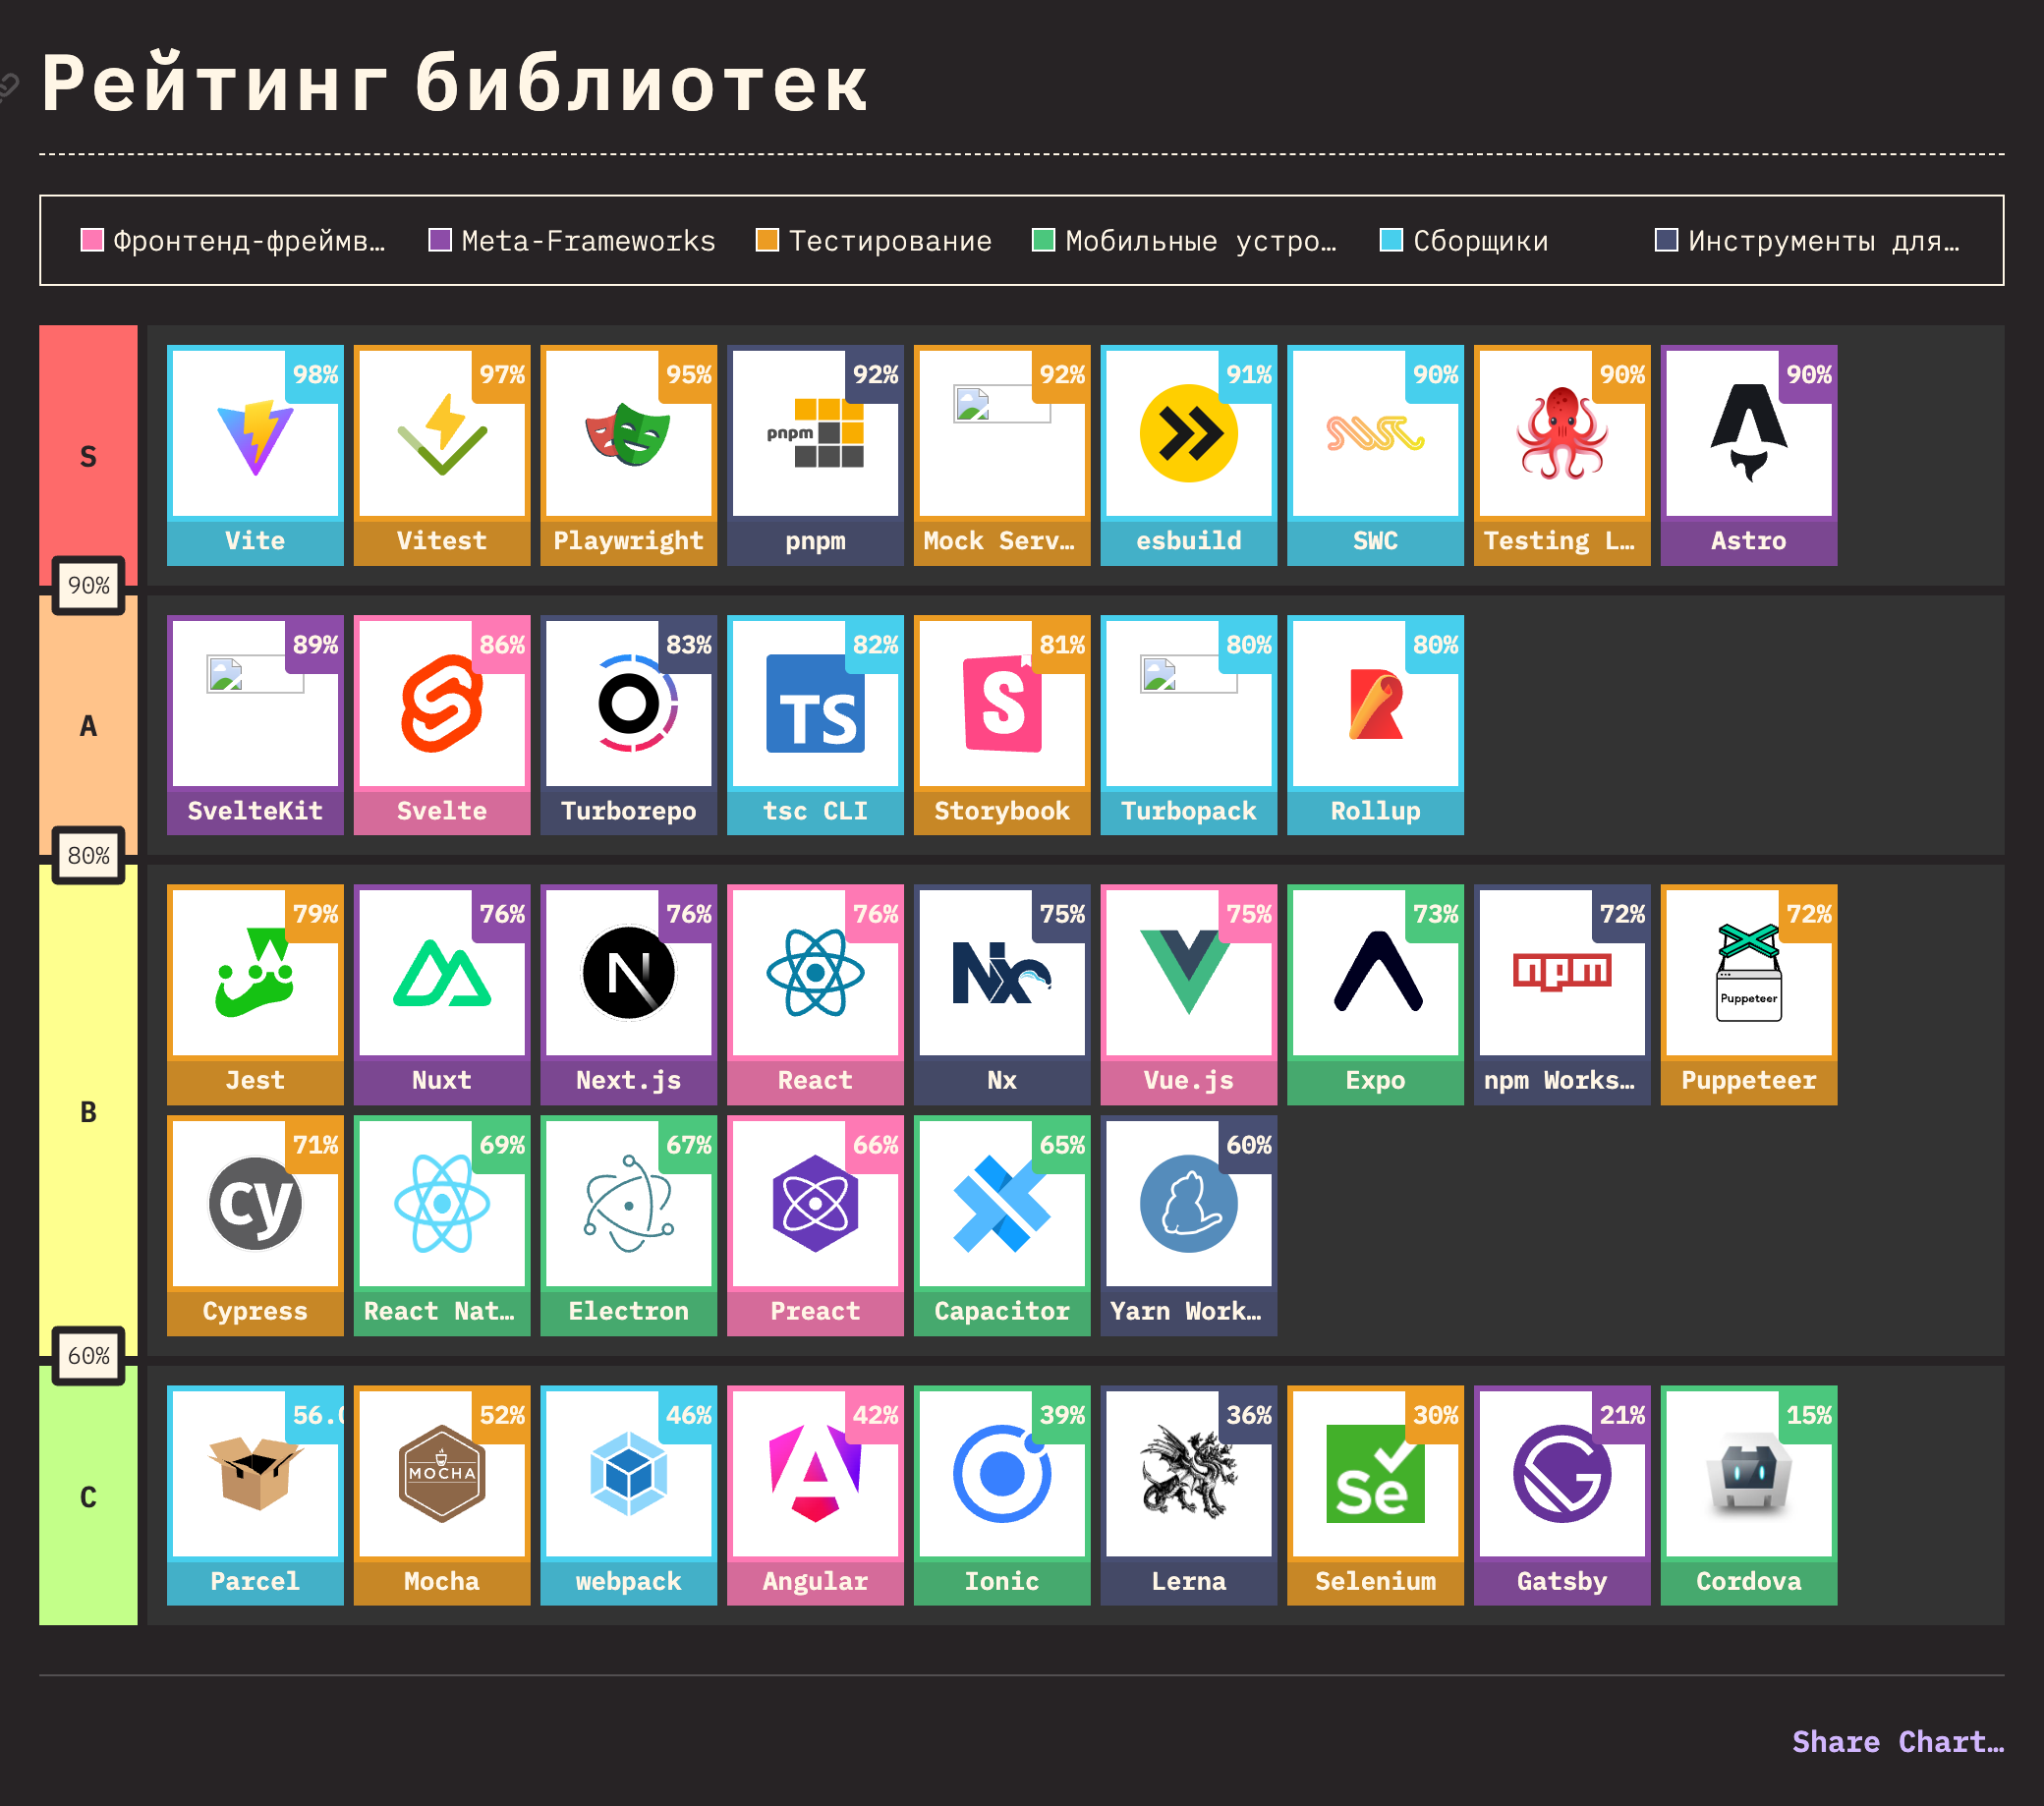 Рейтинг библиотек
Фронтенд-фреймв… Meta-Frameworks Тестирование Мобильные устро… Сборщики Инструменты для…
S
98% 97% 95% 92% 92% 91% 90% 90% 90%
pnpm
Vite Vitest Playwright pnpm Mock Serv… esbuild SWC Testing L… Astro
90%
A
89% 86% 83% 82% 81% 80% 80%
TS S
SvelteKit Svelte Turborepo tsc CLI Storybook Turbopack Rollup
80%
B
79% 76% 76% 76% 75% 75% 73% 72% 72%
N Nx npm Puppeteer
Jest Nuxt Next.js React Nx Vue.js Expo npm Works… Puppeteer
71% 69% 67% 66% 65% 60%
cy
Cypress React Nat… Electron Preact Capacitor Yarn Work…
60%
C
56.0 52% 46% 42% 39% 36% 30% 21% 15%
MOCHA Se
Parcel Mocha webpack Angular Ionic Lerna Selenium Gatsby Cordova
Share Chart…